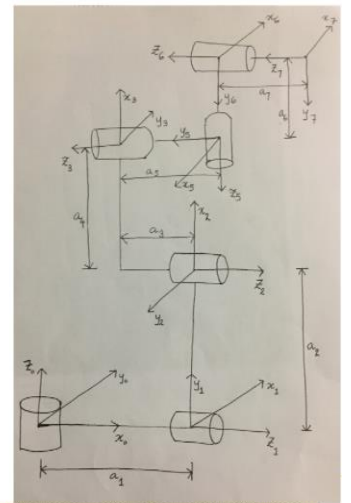 x₆
x₇
z₆
z₇
y₆
a₇
a₆
y₇
x₃
y₃
z₃
y₅
a₅
x₅
z₅
a₄
x₂
a₃
z₂
y₂
a₂
z₀
y₀
y₁
x₁
x₀
z₁
a₁